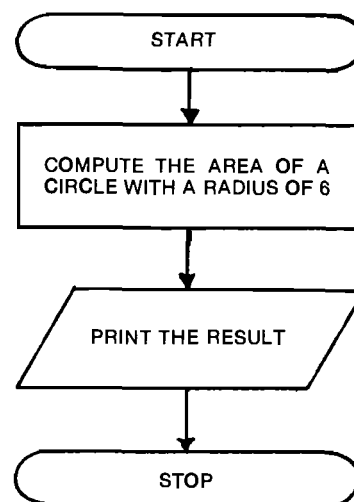 START
COMPUTE THE AREA OF A
CIRCLE WITH A RADIUS OF 6
PRINT THE RESULT
STOP